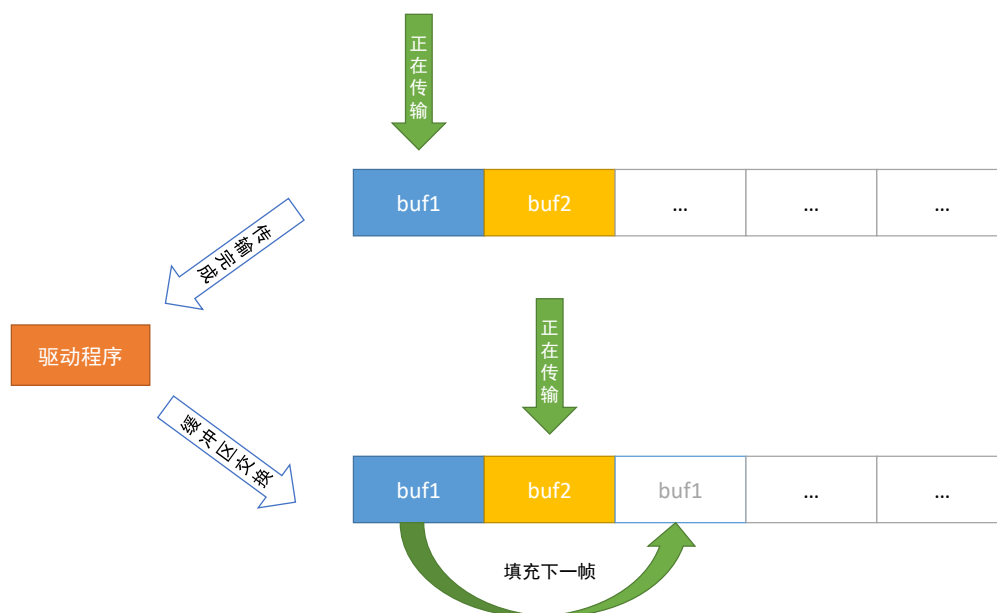 正在传输
buf1 buf2 ... ... ...
传输完成
驱动程序
正在传输
缓冲区交换
buf1 buf2 buf1 ... ...
填充下一帧